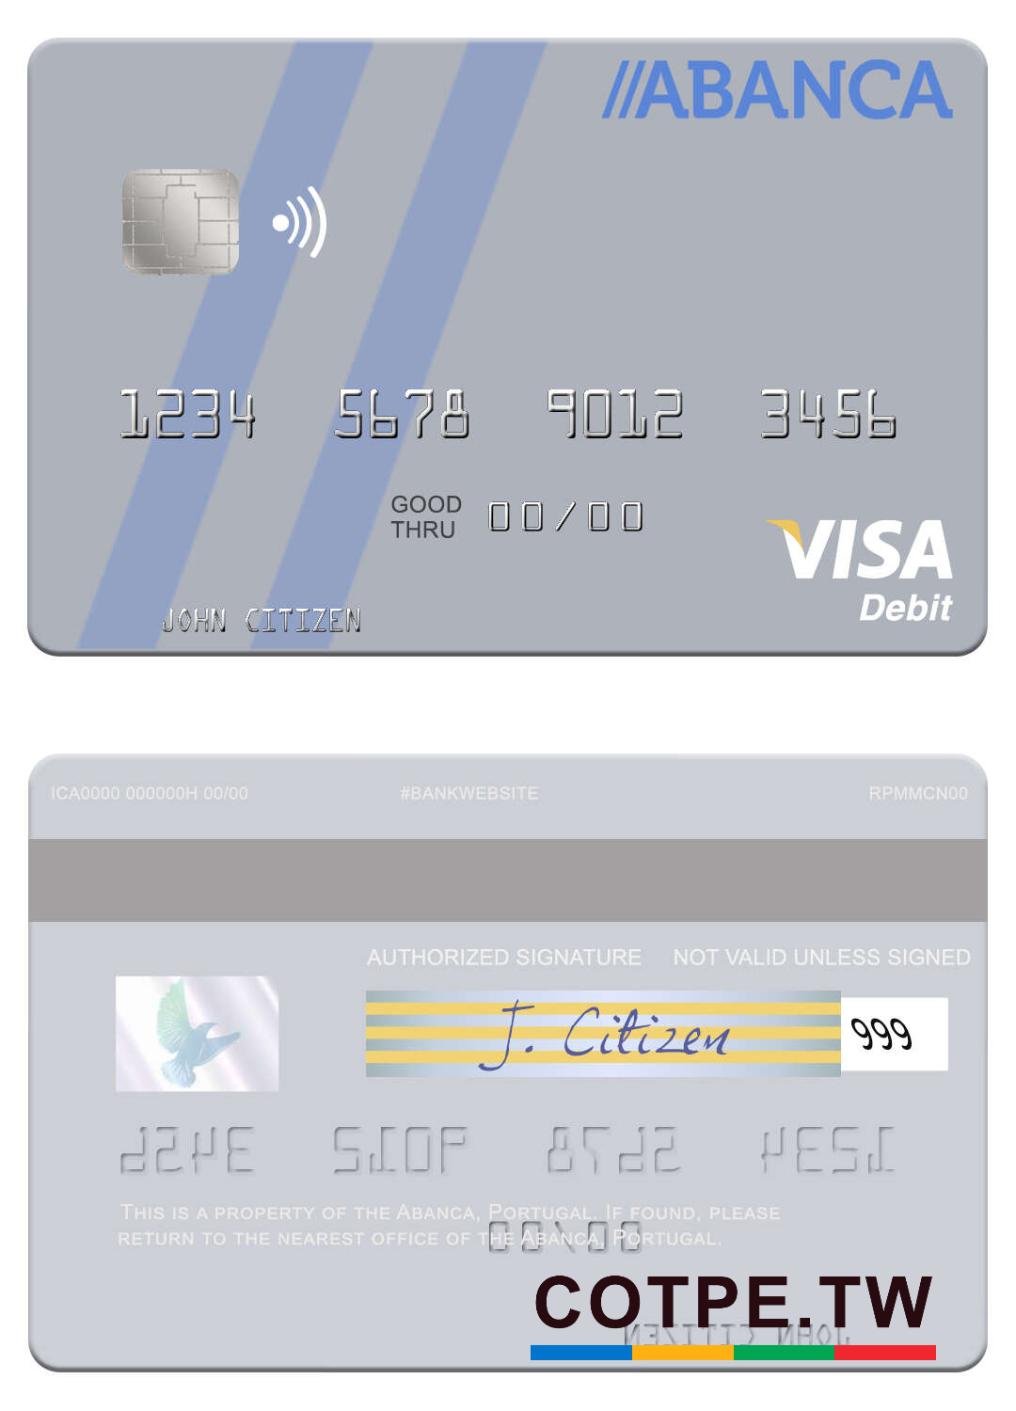 //ABANCA
1234 5678 9012 3456
GOOD THRU 00/00
VISA
Debit
JOHN CITIZEN
ICA0000 000000H 00/00 #BANKWEBSITE RPMMCN00
AUTHORIZED SIGNATURE NOT VALID UNLESS SIGNED
J. Citizen 999
THIS IS A PROPERTY OF THE ABANCA, PORTUGAL. IF FOUND, PLEASE
RETURN TO THE NEAREST OFFICE OF THE ABANCA, PORTUGAL.
COTPE.TW